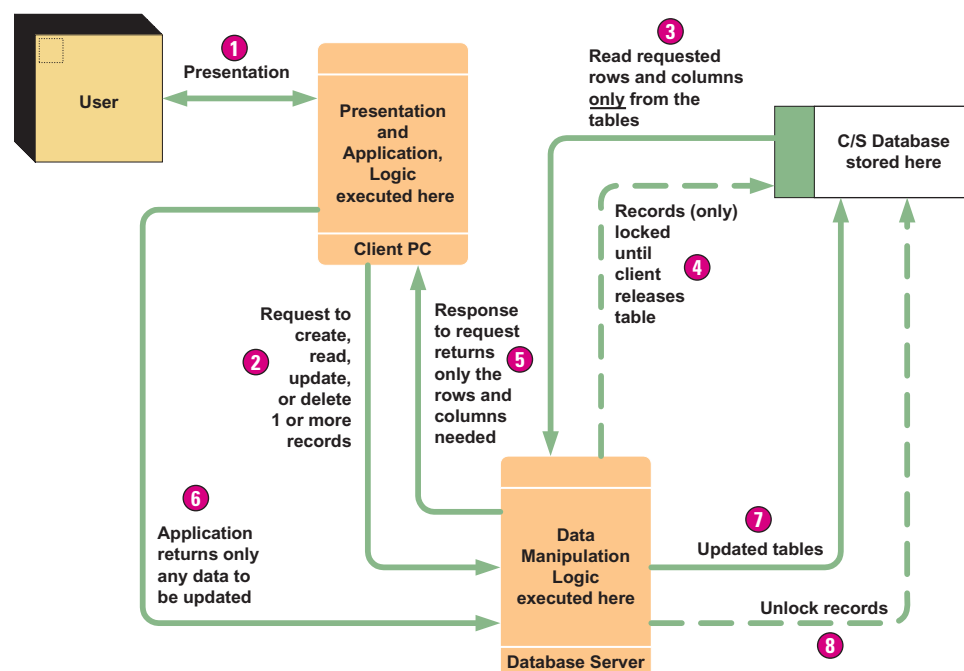 User
1
Presentation
Presentation
and
Application,
Logic
executed here
Client PC
3
Read requested
rows and columns
only from the
tables
C/S Database
stored here
Records (only)
locked
until
client
releases
table
4
Request to
create,
read,
update,
or delete
1 or more
records
2
Response
to request
returns
only the
rows and
columns
needed
5
6
Application
returns only
any data to
be updated
Data
Manipulation
Logic
executed here
Database Server
7
Updated tables
Unlock records
8